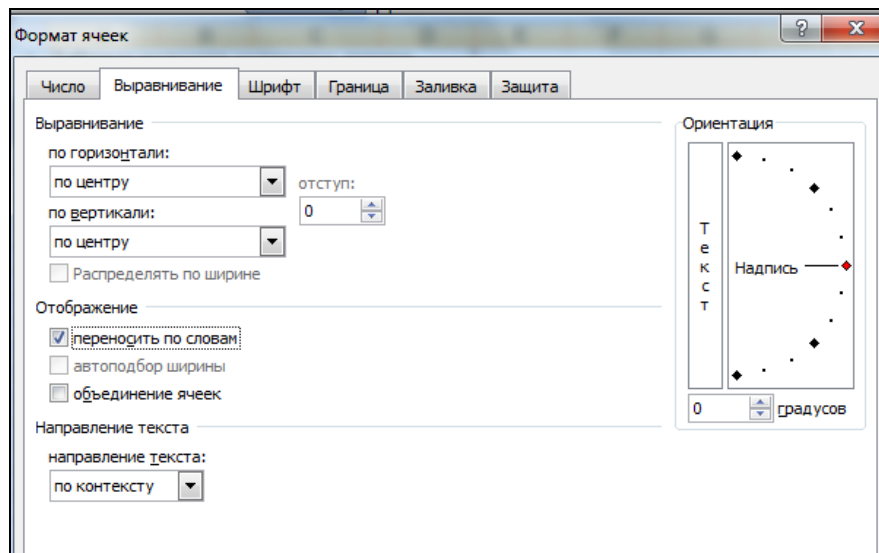 Формат ячеек
Число Выравнивание Шрифт Граница Заливка Защита
Выравнивание
по горизонтали:
по центру
отступ:
0
по вертикали:
по центру
Распределять по ширине
Отображение
переносить по словам
автоподбор ширины
объединение ячеек
Направление текста
направление текста:
по контексту
Ориентация
Текст
Надпись
0 градусов